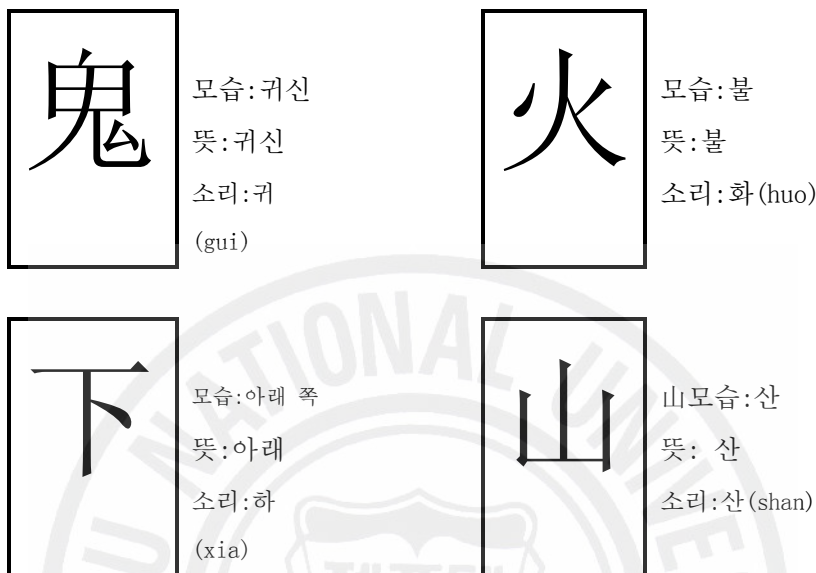 鬼
모습:귀신
뜻:귀신
소리:귀
(gui)
火
모습:불
뜻:불
소리:화(huo)
下
모습:아래 쪽
뜻:아래
소리:하
(xia)
山
山모습:산
뜻: 산
소리:산(shan)
NATIONAL UNIVE